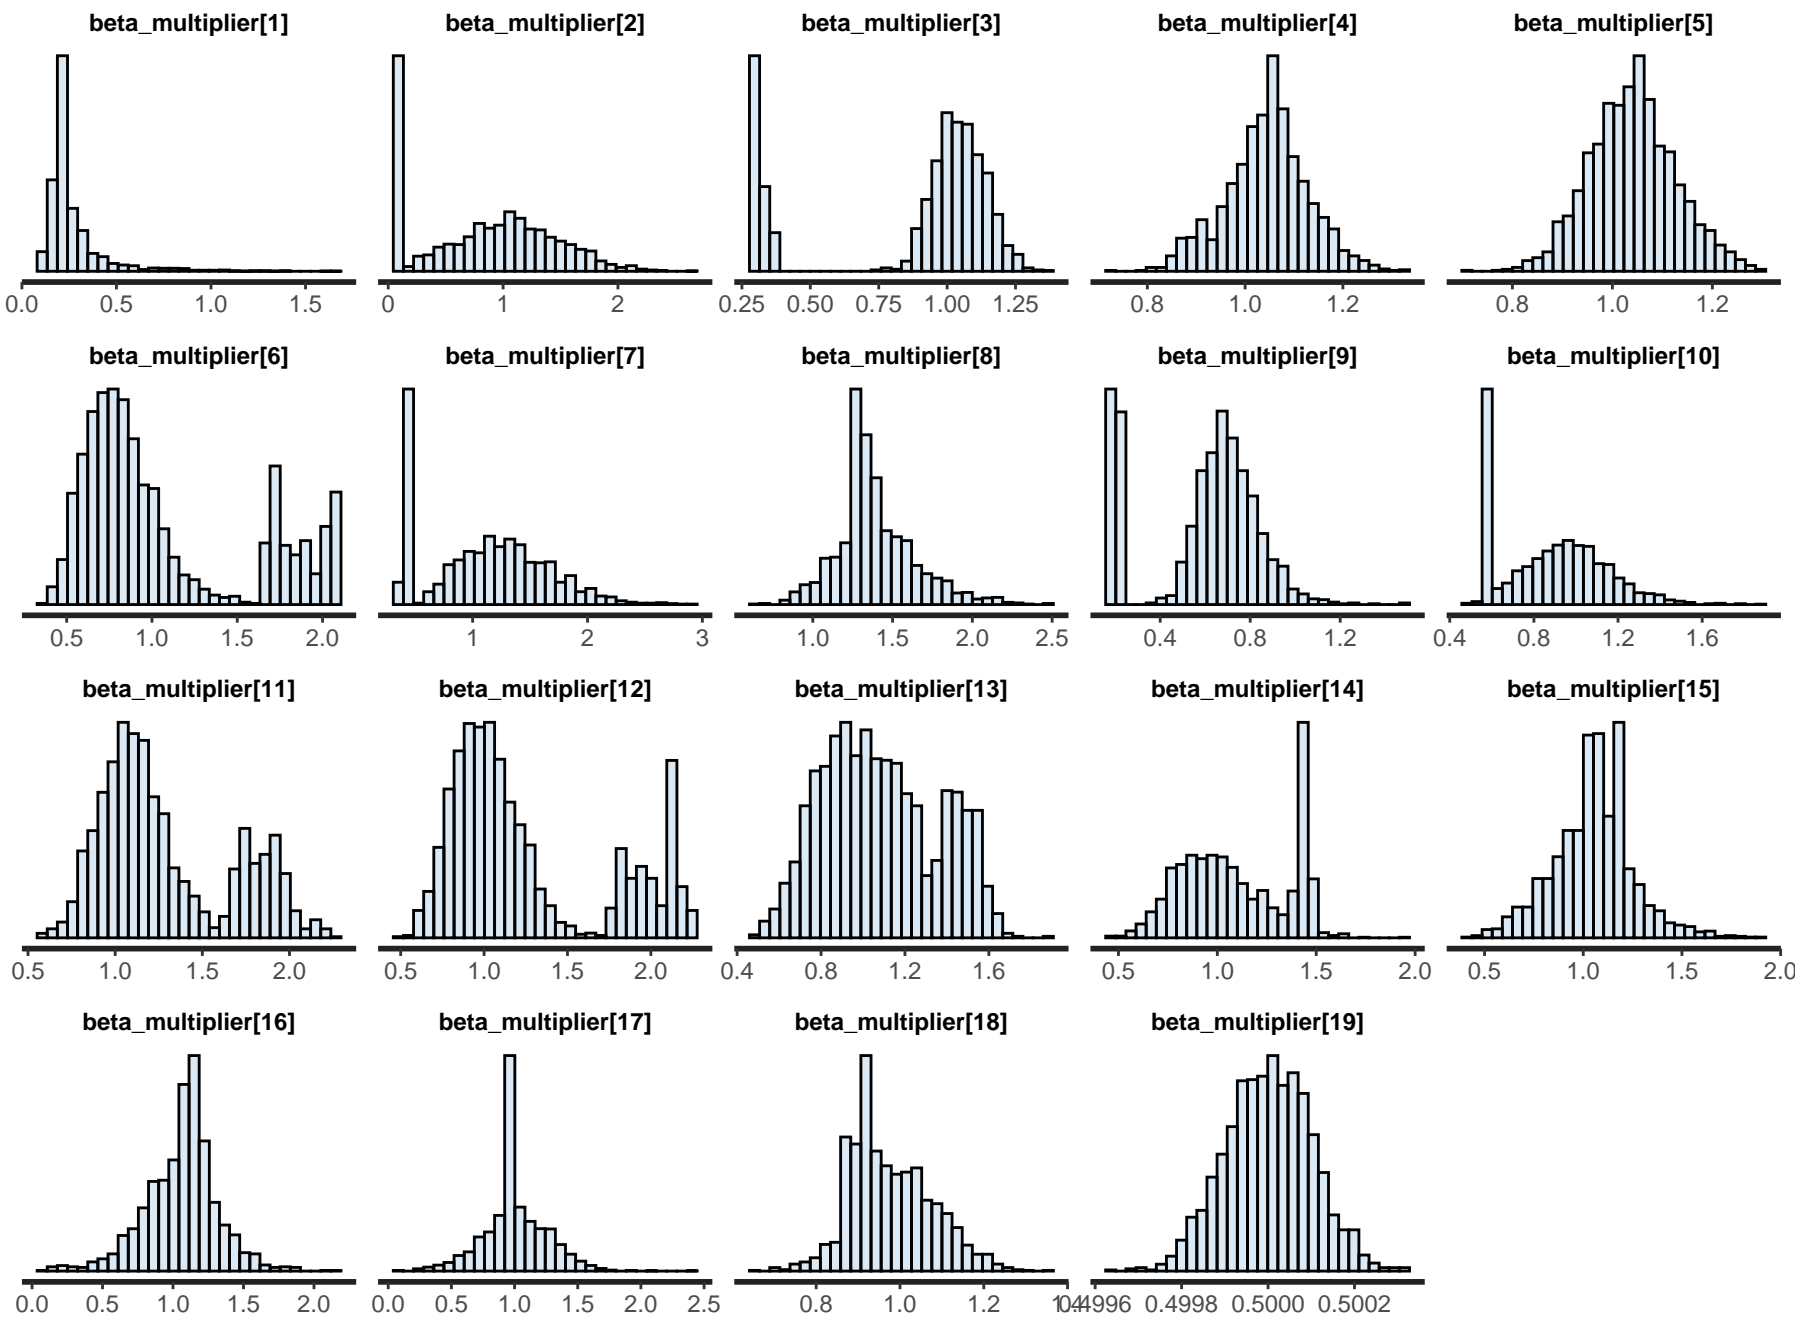 beta_multiplier[1] beta_multiplier[2] beta_multiplier[3] beta_multiplier[4] beta_multiplier[5]
0.0 0.5 1.0 1.5 0 1 2 0.25 0.50 0.75 1.00 1.25 0.8 1.0 1.2 0.8 1.0 1.2
beta_multiplier[6] beta_multiplier[7] beta_multiplier[8] beta_multiplier[9] beta_multiplier[10]
0.5 1.0 1.5 2.0 1 2 3 1.0 1.5 2.0 2.5 0.4 0.8 1.2 0.4 0.8 1.2 1.6
beta_multiplier[11] beta_multiplier[12] beta_multiplier[13] beta_multiplier[14] beta_multiplier[15]
0.5 1.0 1.5 2.0 0.5 1.0 1.5 2.0 0.4 0.8 1.2 1.6 0.5 1.0 1.5 2.0 0.5 1.0 1.5 2.0
beta_multiplier[16] beta_multiplier[17] beta_multiplier[18] beta_multiplier[19]
0.0 0.5 1.0 1.5 2.0 0.0 0.5 1.0 1.5 2.0 2.5 0.8 1.0 1.2 1.4 0.4996 0.4998 0.5000 0.5002